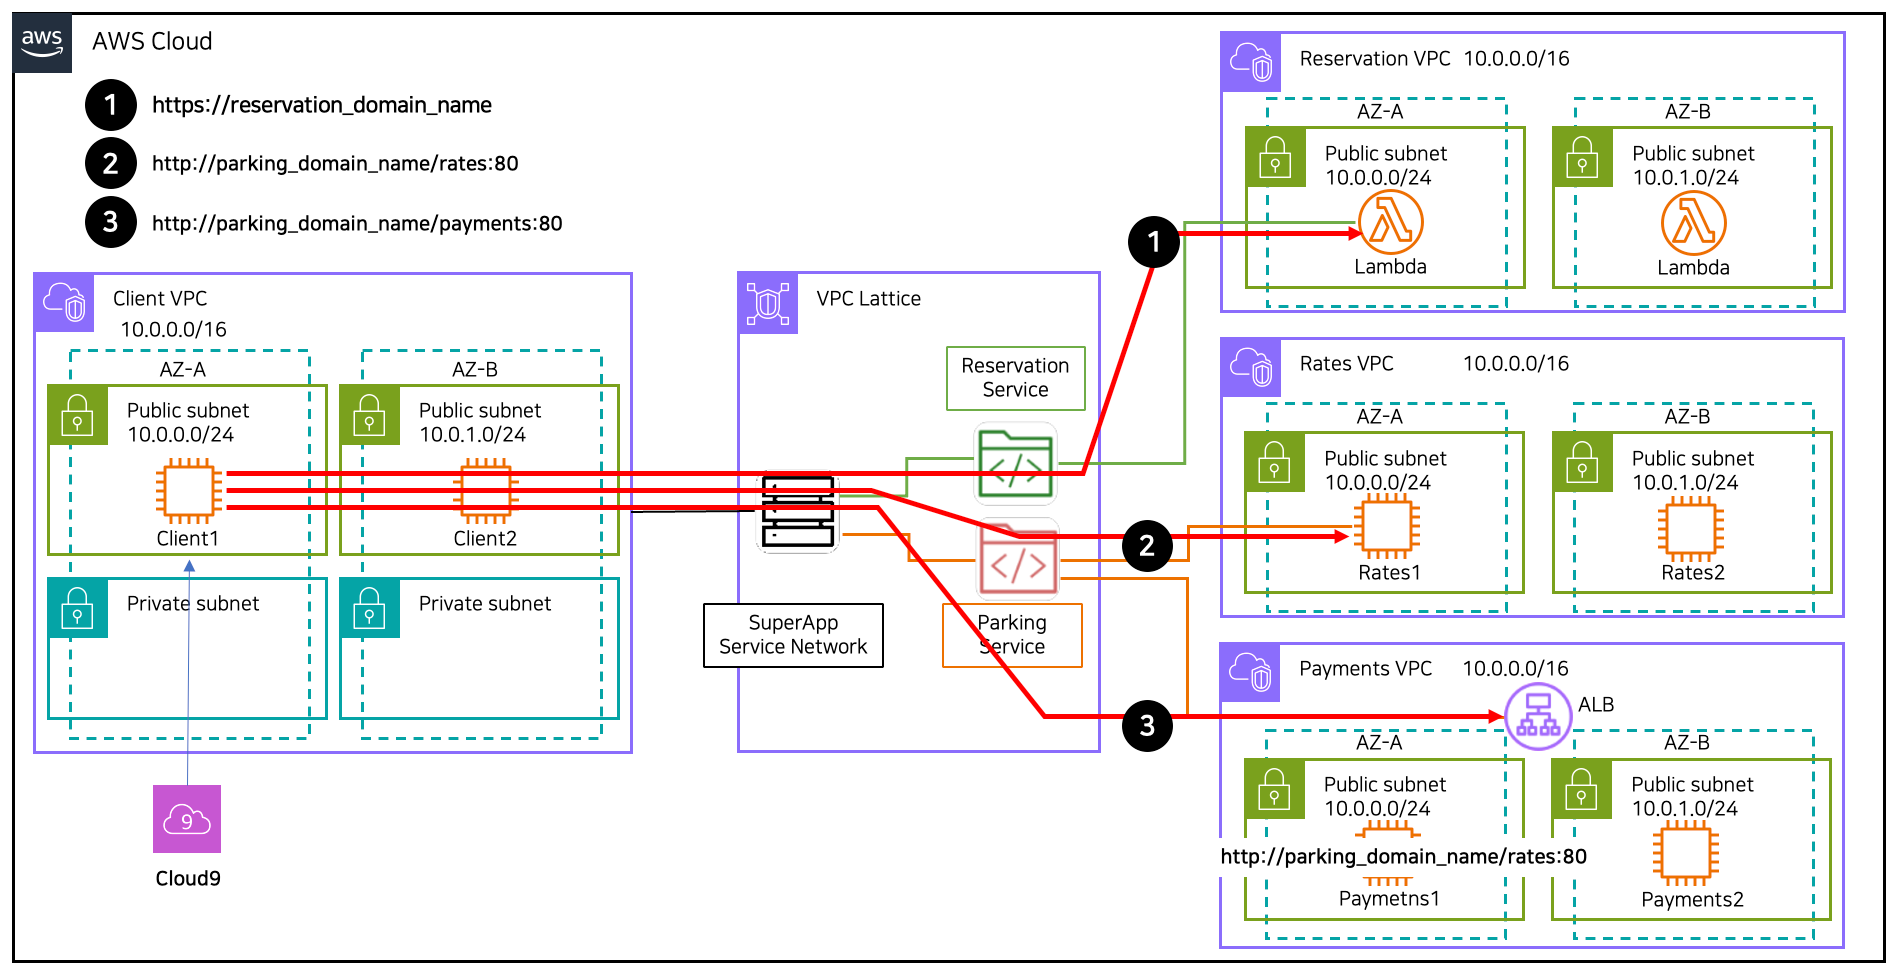 aws
AWS Cloud
1
https://reservation_domain_name
2
http://parking_domain_name/rates:80
3
http://parking_domain_name/payments:80
Client VPC
10.0.0.0/16
AZ-A
Public subnet
10.0.0.0/24
Client1
Private subnet
AZ-B
Public subnet
10.0.1.0/24
Client2
Private subnet
9
Cloud9
VPC Lattice
Reservation
Service
</>
</>
SuperApp
Service Network
Parking
Service
1
2
3
Reservation VPC 10.0.0.0/16
AZ-A
Public subnet
10.0.0.0/24
Lambda
AZ-B
Public subnet
10.0.1.0/24
Lambda
Rates VPC 10.0.0.0/16
AZ-A
Public subnet
10.0.0.0/24
Rates1
AZ-B
Public subnet
10.0.1.0/24
Rates2
Payments VPC 10.0.0.0/16
ALB
AZ-A
Public subnet
10.0.0.0/24
http://parking_domain_name/rates:80
Paymetns1
AZ-B
Public subnet
10.0.1.0/24
Payments2